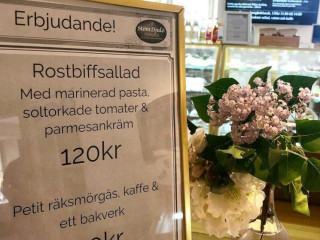 Erbjudande!
Rostbiffsallad
Med marinerad pasta,
soltorkade tomater &
parmesankräm
120kr
Petit räksmörgås, kaffe &
ett bakverk